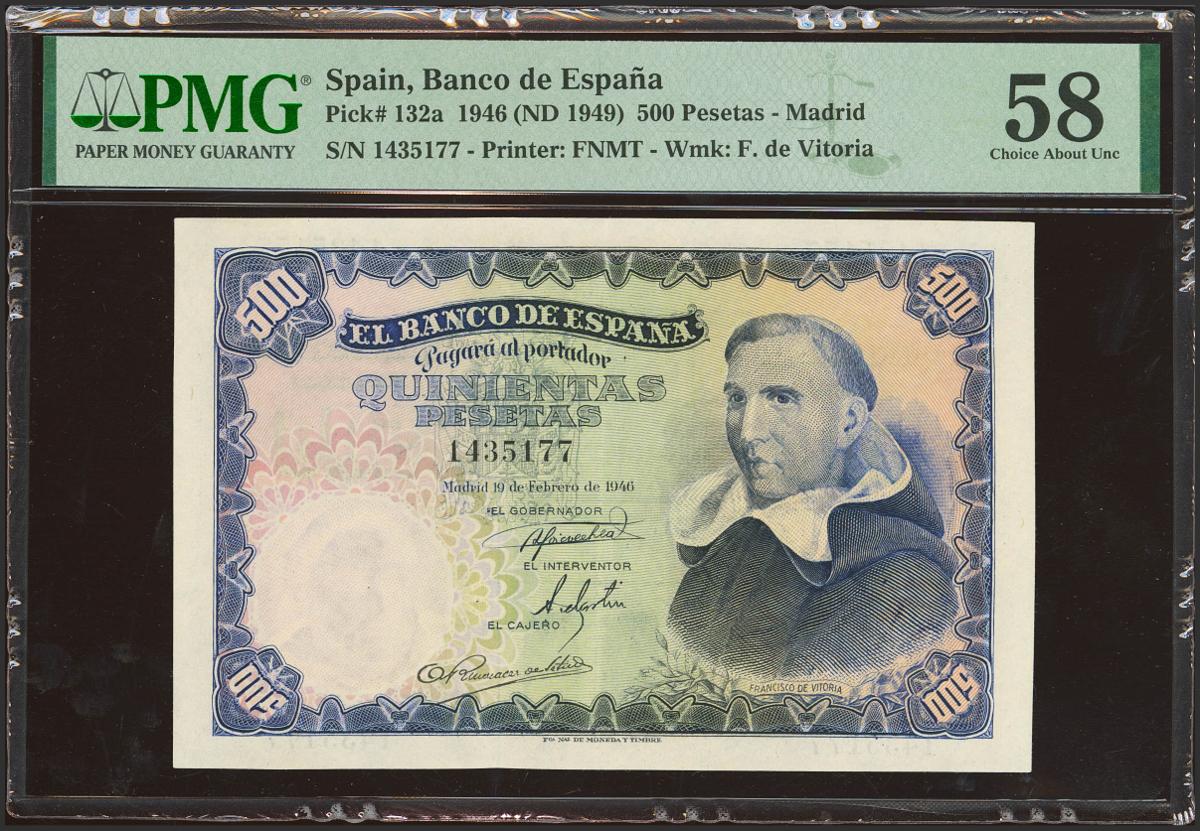 PMG®
PAPER MONEY GUARANTY
Spain, Banco de España
Pick# 132a 1946 (ND 1949) 500 Pesetas - Madrid
S/N 1435177 - Printer: FNMT - Wmk: F. de Vitoria
58
Choice About Unc
500
500
EL BANCO DE ESPAÑA
Pagará al portador
QUINIENTAS
PESETAS
1435177
Madrid 19 de Febrero de 1946
EL GOBERNADOR
EL INTERVENTOR
EL CAJERO
FRANCISCO DE VITORIA
500
500
FCA. NAL. DE MONEDA Y TIMBRE